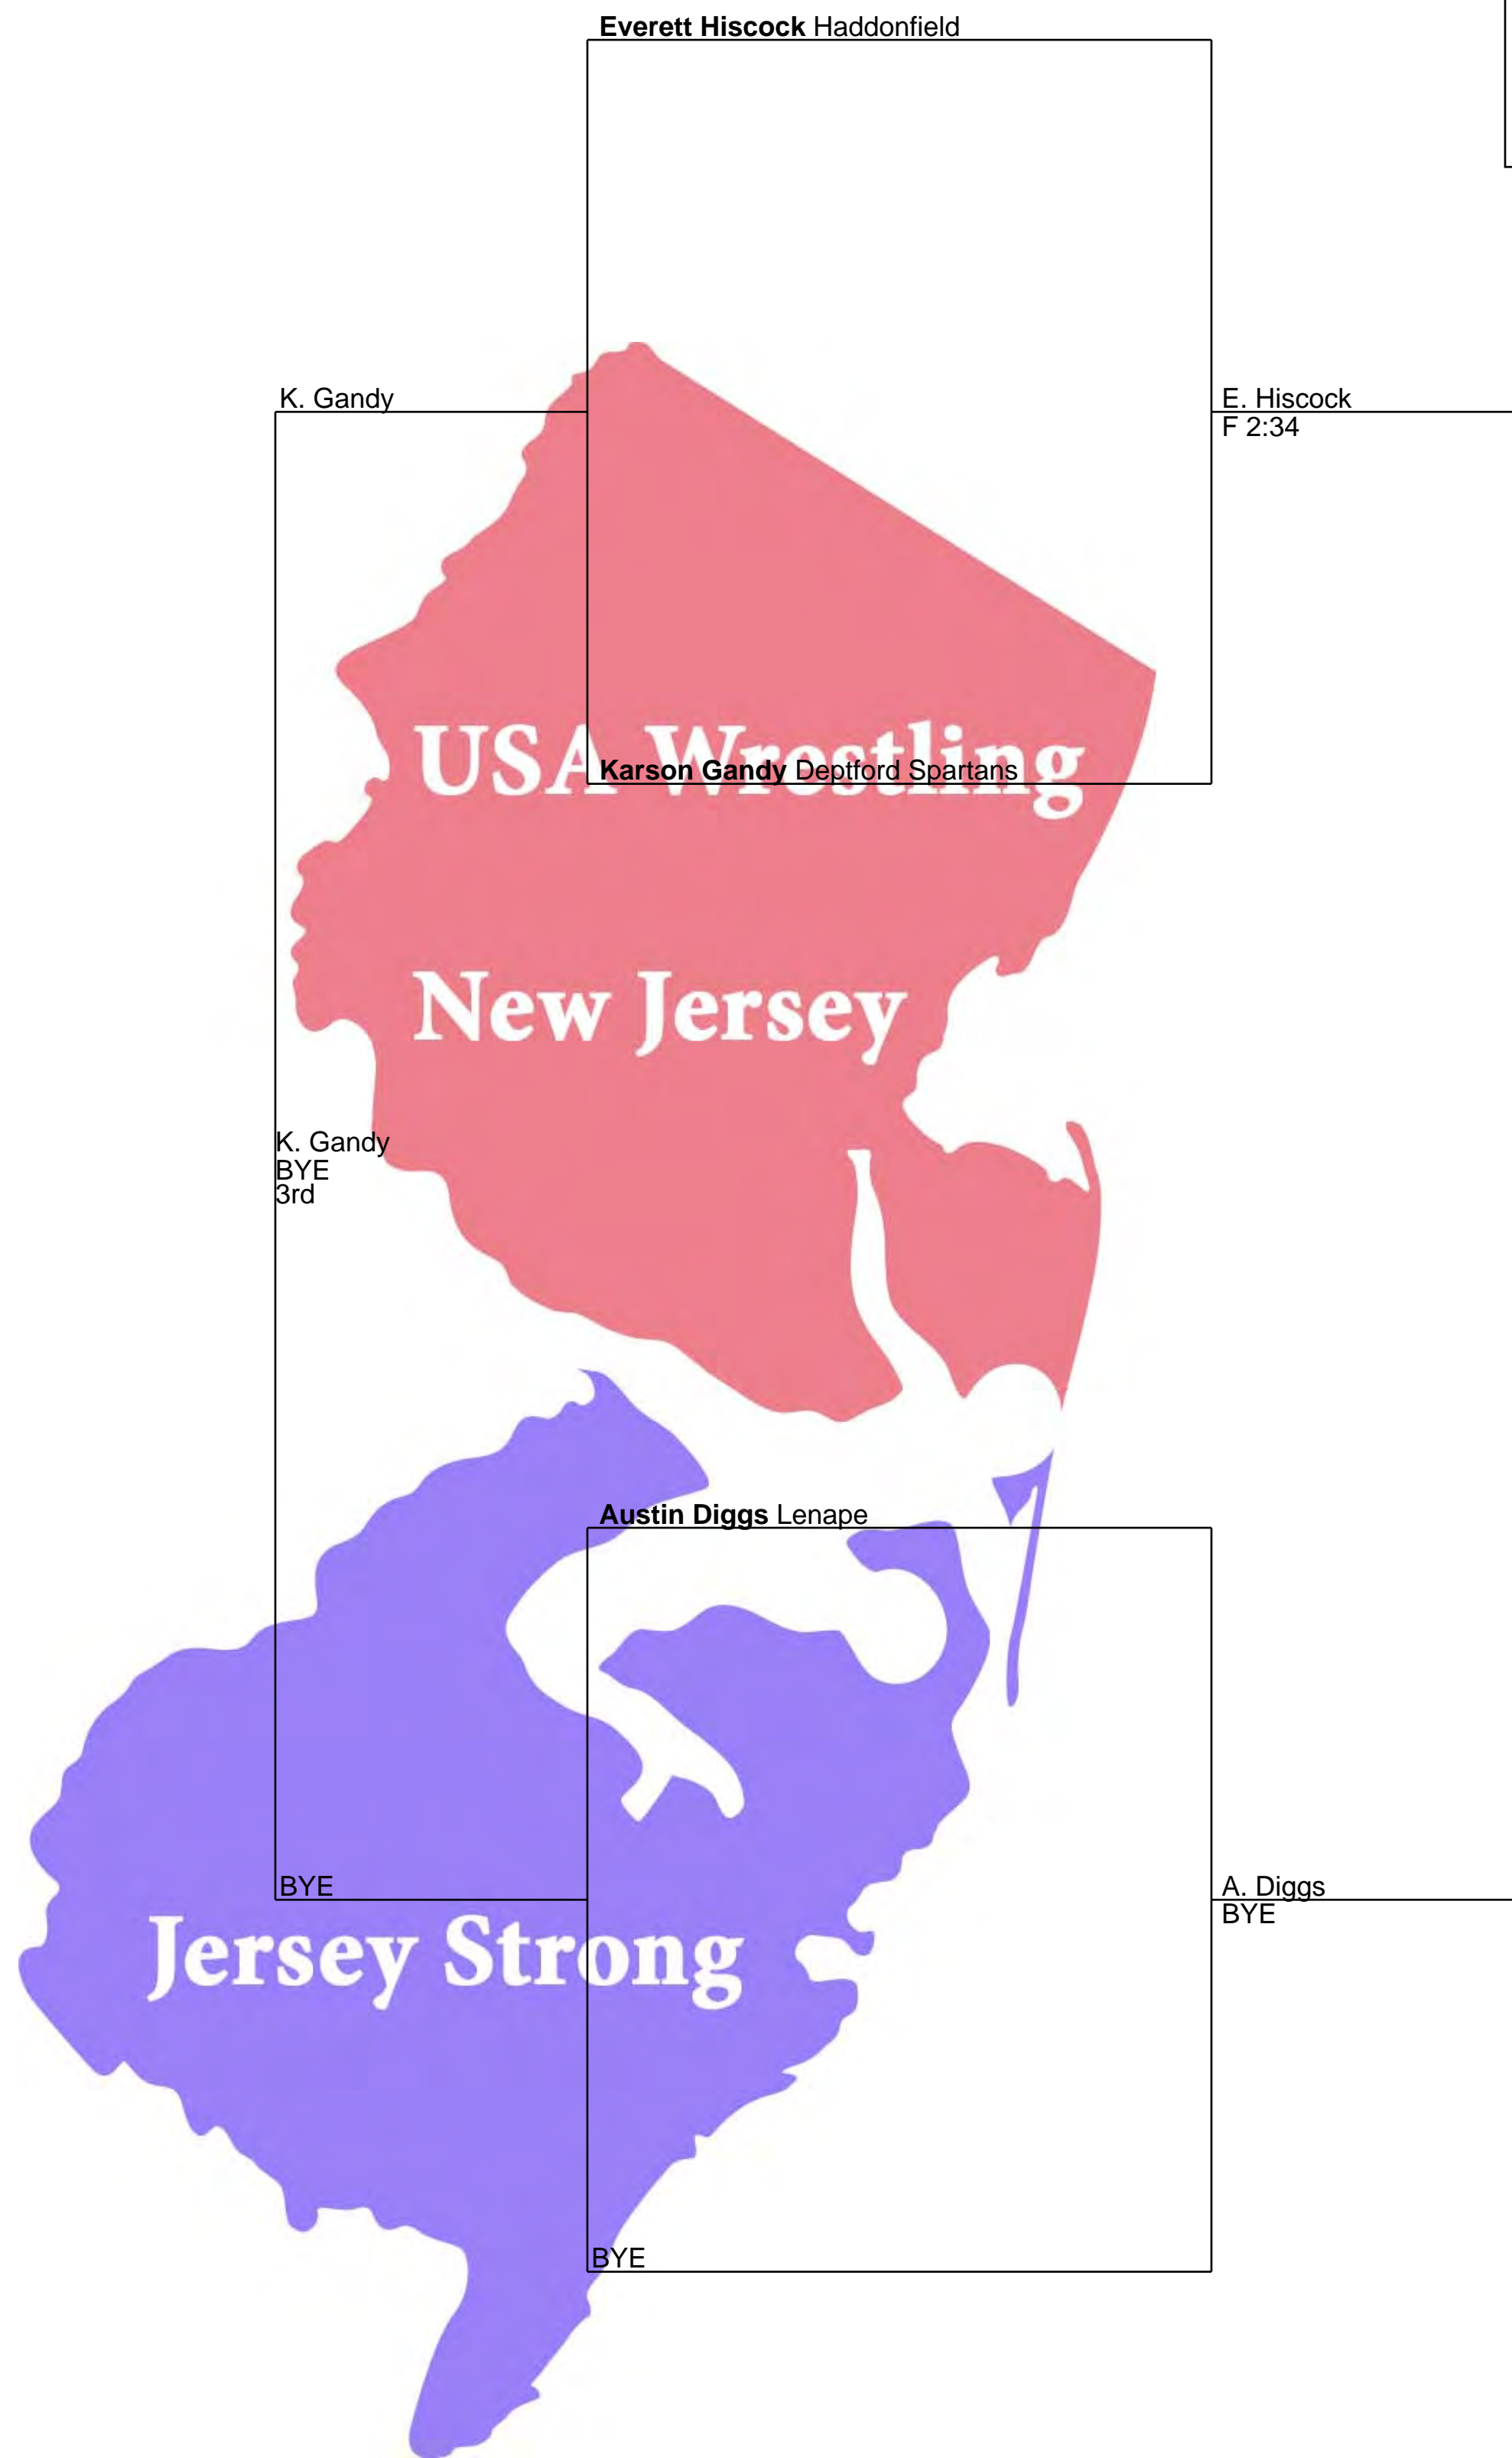 Everett Hiscock Haddonfield
K. Gandy
E. Hiscock
F 2:34
USA Wrestling
Karson Gandy Deptford Spartans
New Jersey
K. Gandy
BYE
3rd
Austin Diggs Lenape
BYE
A. Diggs
BYE
Jersey Strong
BYE